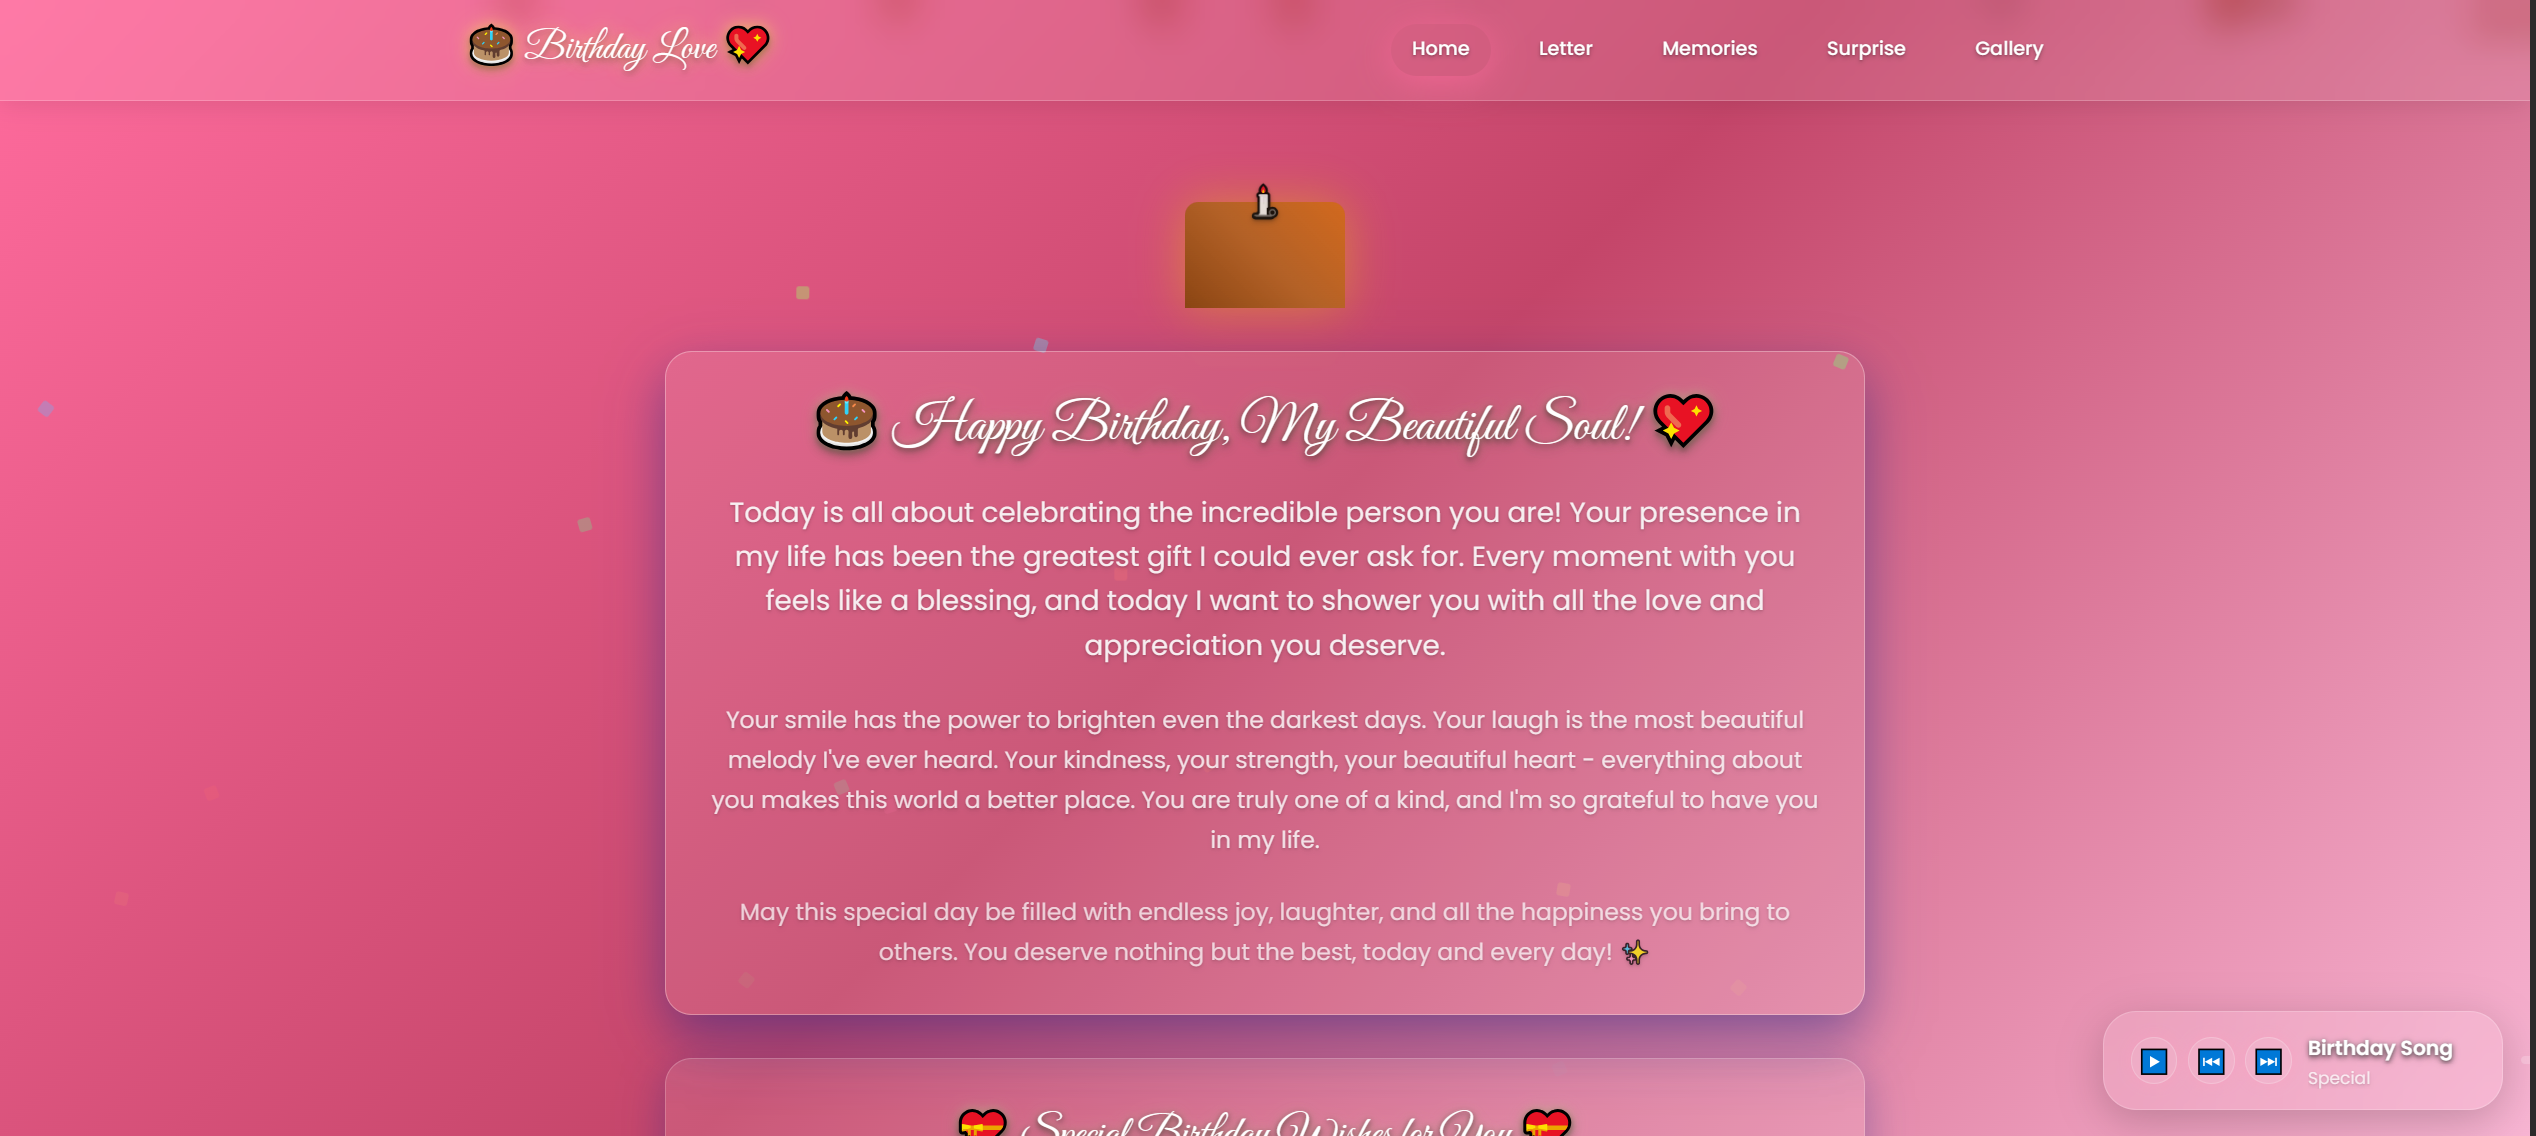 🎂 Birthday Love 💖
Home Letter Memories Surprise Gallery
🎂 Happy Birthday, My Beautiful Soul! 💖
Today is all about celebrating the incredible person you are! Your presence in
my life has been the greatest gift I could ever ask for. Every moment with you
feels like a blessing, and today I want to shower you with all the love and
appreciation you deserve.
Your smile has the power to brighten even the darkest days. Your laugh is the most beautiful
melody I've ever heard. Your kindness, your strength, your beautiful heart - everything about
you makes this world a better place. You are truly one of a kind, and I'm so grateful to have you
in my life.
May this special day be filled with endless joy, laughter, and all the happiness you bring to
others. You deserve nothing but the best, today and every day! ✨
💝 Special Birthday Wishes for You 💝
Birthday Song
Special